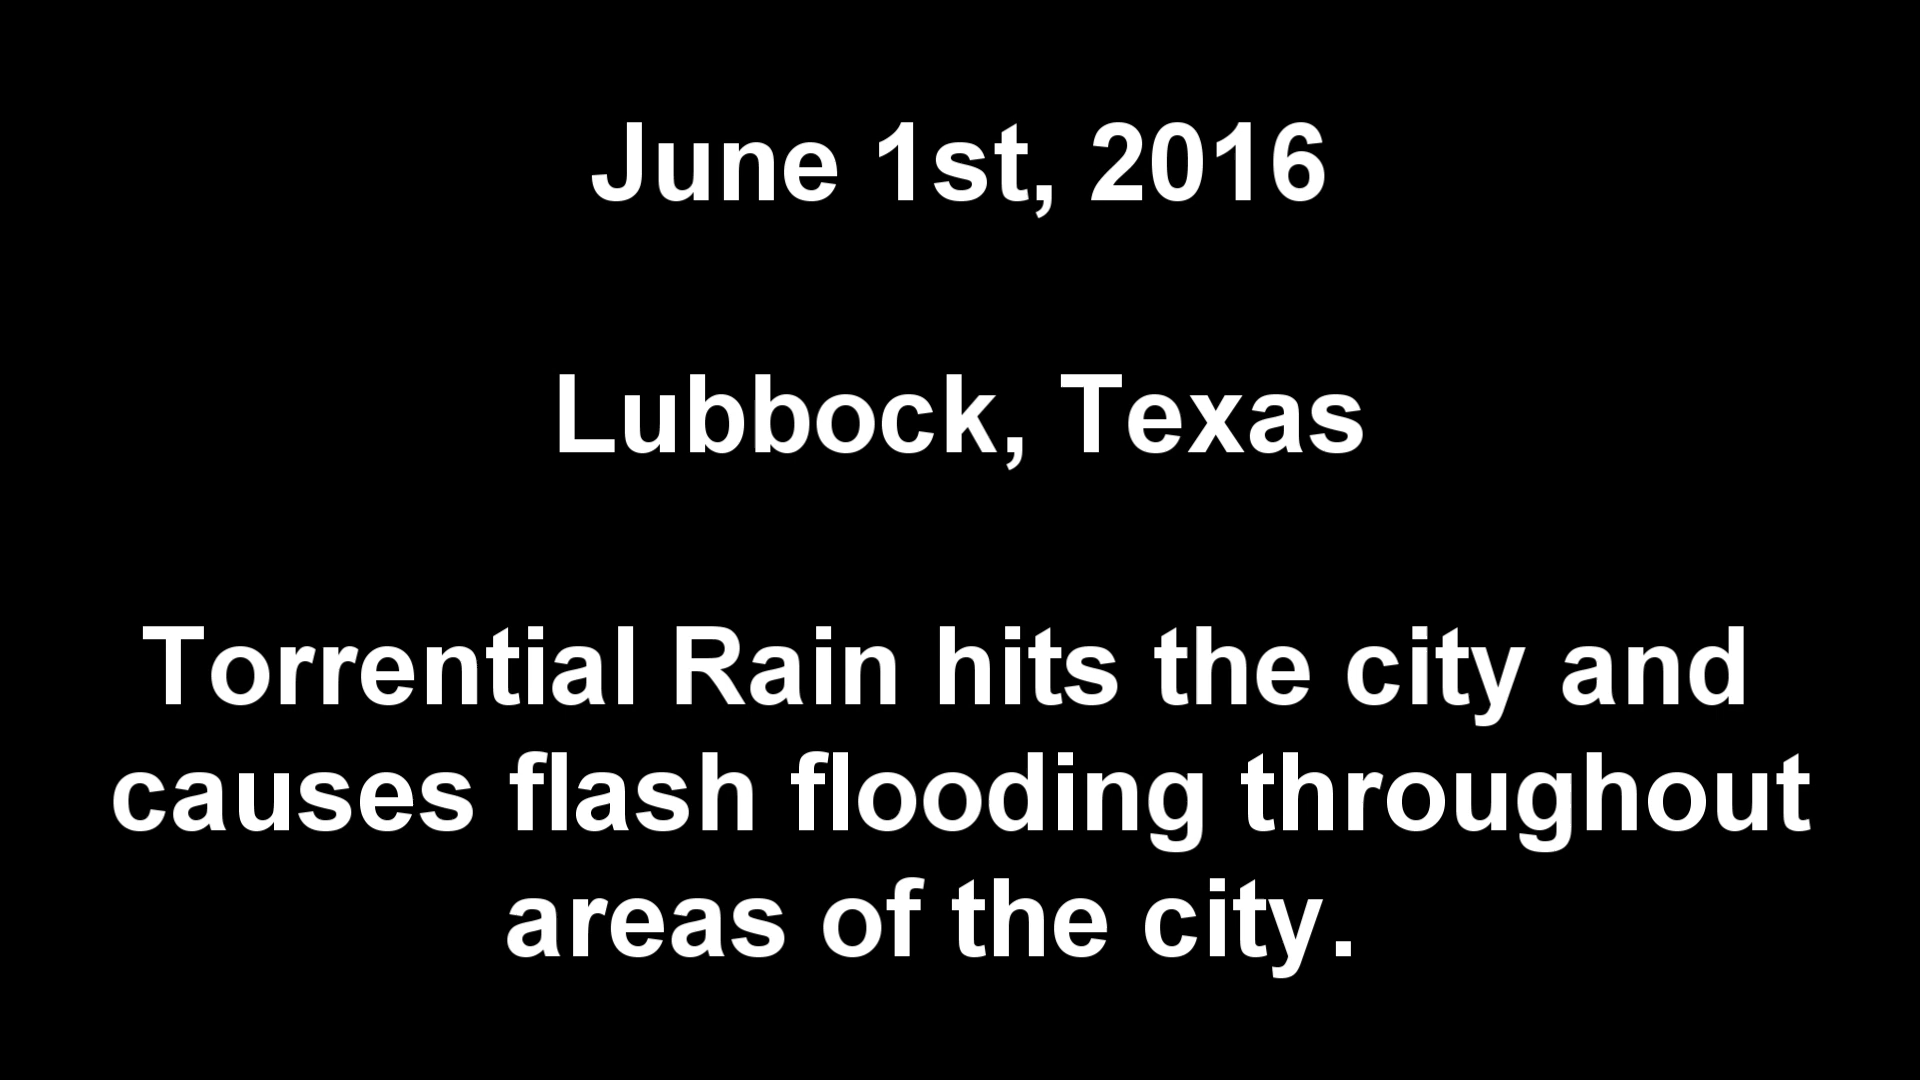 June 1st, 2016
Lubbock, Texas
Torrential Rain hits the city and
causes flash flooding throughout
areas of the city.